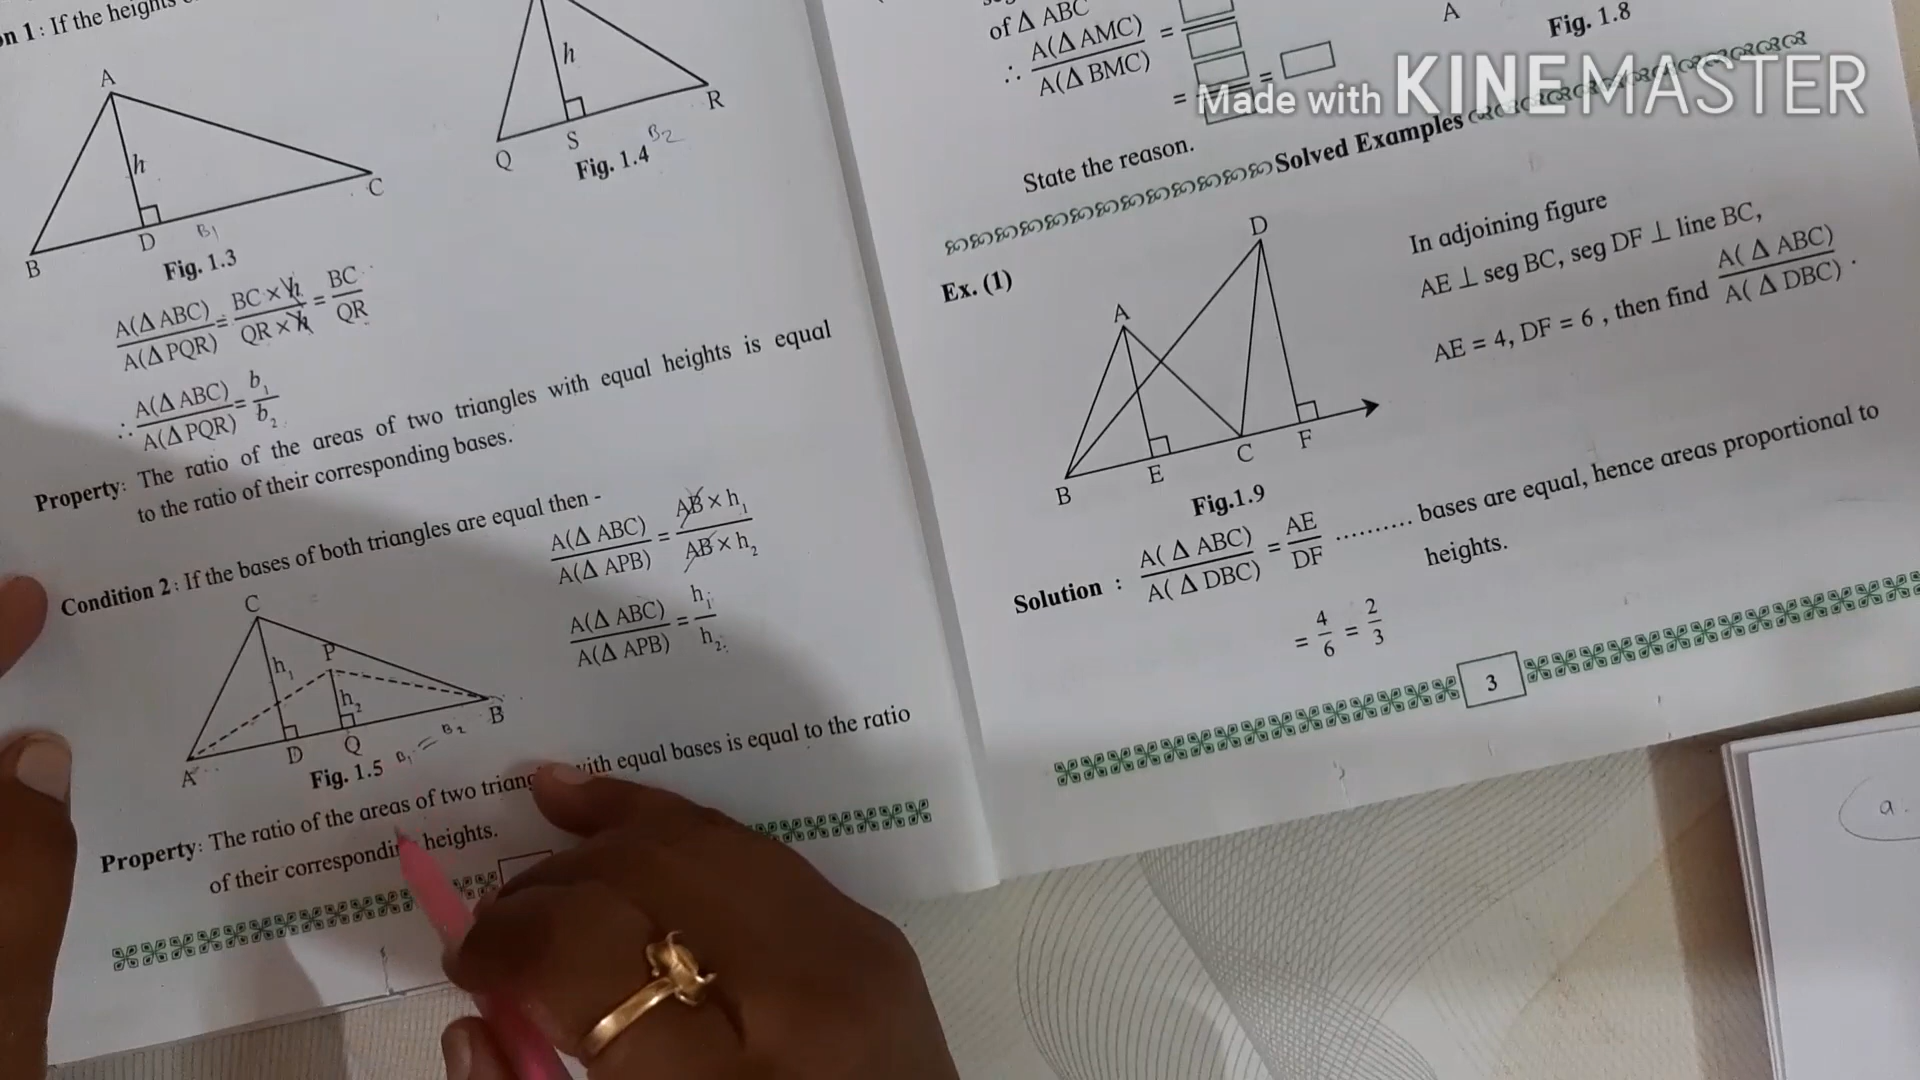 on 1 : If the heights
A
h
B
D
B1
C
Fig. 1.3
h
Q
S
R
Fig. 1.4
B2
A(Δ ABC)/A(Δ PQR) = BC × h/QR × h = BC/QR
∴ A(Δ ABC)/A(Δ PQR) = b₁/b₂
Property: The ratio of the areas of two triangles with equal heights is equal
to the ratio of their corresponding bases.
Condition 2 : If the bases of both triangles are equal then -
C
P
h₁
h₂
A
D
Q
B
Fig. 1.5
B1 = B2
A(Δ ABC)/A(Δ APB) = AB × h₁/AB × h₂
A(Δ ABC)/A(Δ APB) = h₁/h₂
Property: The ratio of the areas of two with equal bases is equal to the ratio
of their heights.
of Δ ABC
∴ A(Δ AMC)/A(Δ BMC) =
= =
A
Fig. 1.8
Made with KINEMASTER
State the reason.
Solved Examples
Ex. (1)
D
A
B
E
C
F
Fig.1.9
In adjoining figure
AE ⊥ seg BC, seg DF ⊥ line BC,
AE = 4, DF = 6 , then find A( Δ ABC)/A( Δ DBC) .
Solution : A( Δ ABC)/A( Δ DBC) = AE/DF .......... bases are equal, hence areas proportional to
heights.
= 4/6 = 2/3
3
a.